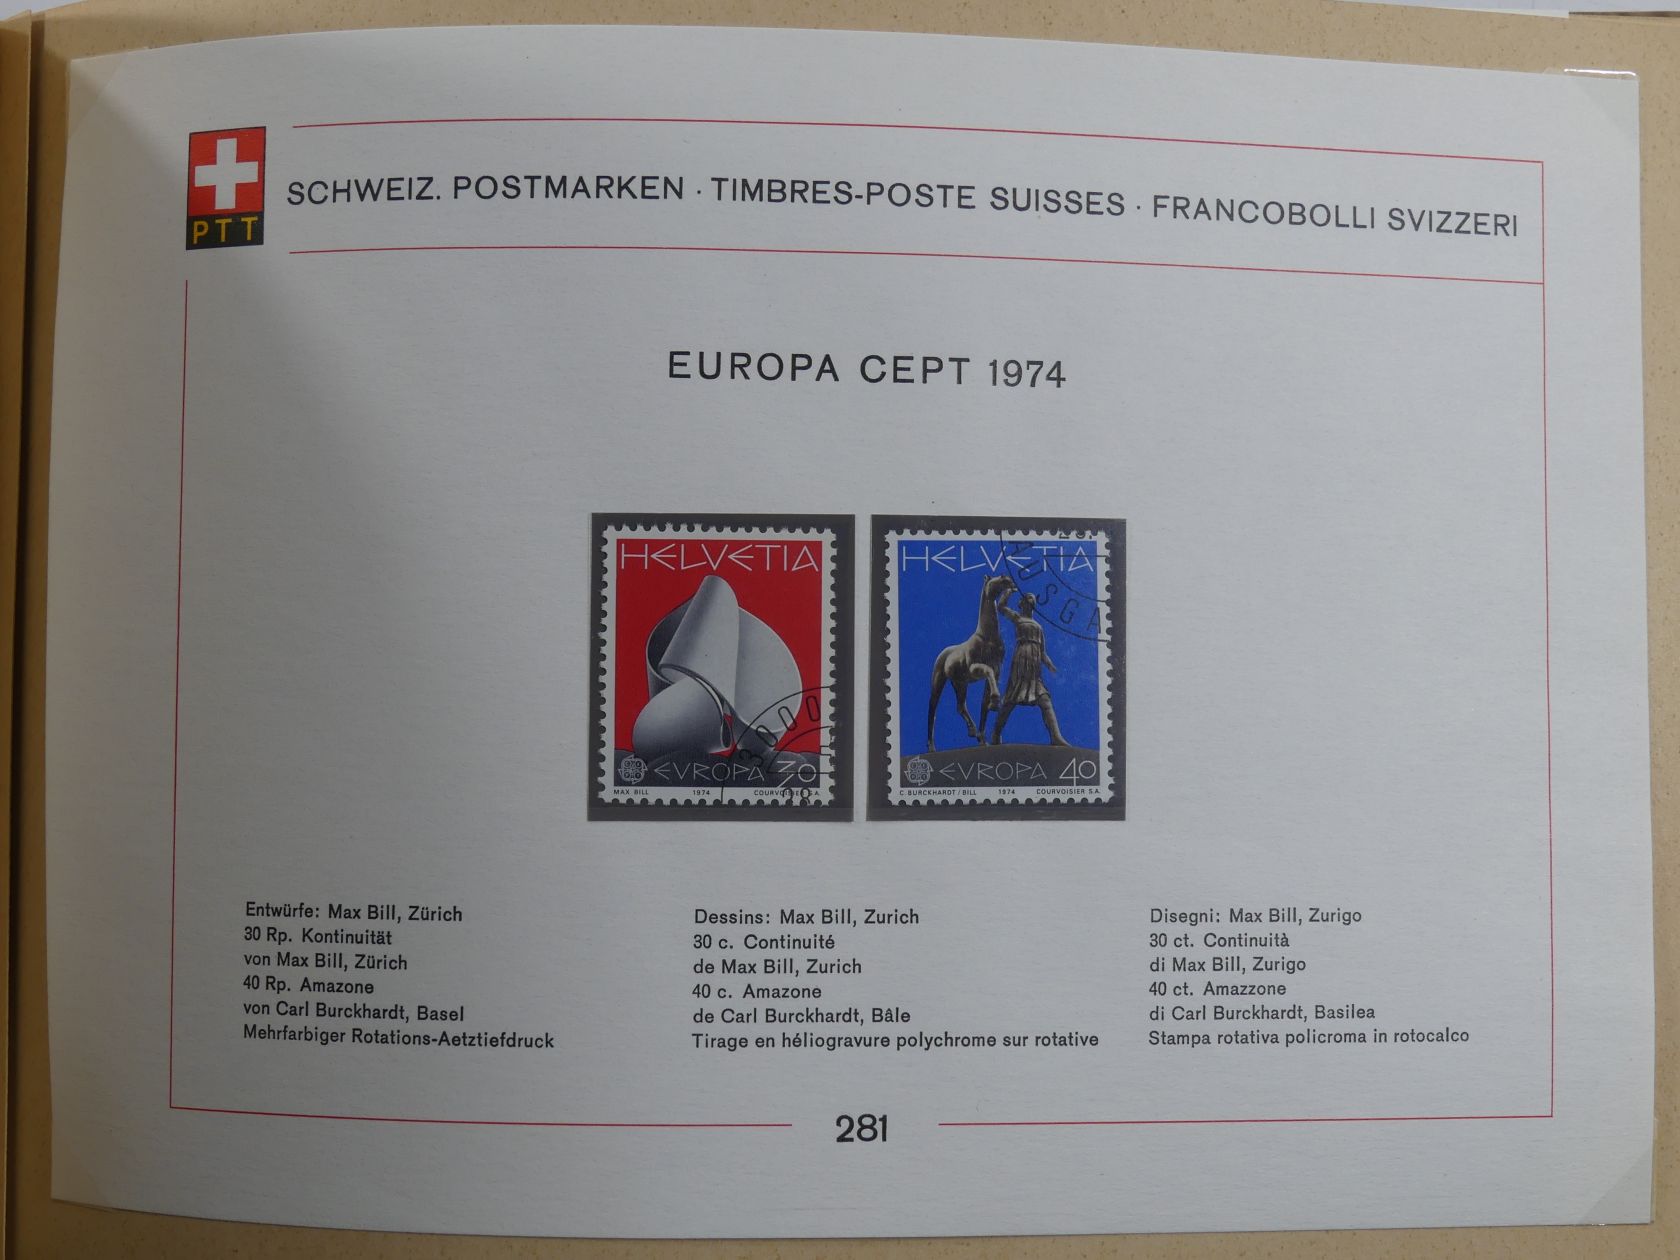 PTT
SCHWEIZ. POSTMARKEN · TIMBRES-POSTE SUISSES · FRANCOBOLLI SVIZZERI
EUROPA CEPT 1974
HELVETIA
3000
EVROPA 30
28
MAX BILL 1974 COURVOISIER S.A.
HELVETIA
AUSGA
EVROPA 40
C. BURCKHARDT / BILL 1974 COURVOISIER S.A.
Entwürfe: Max Bill, Zürich
30 Rp. Kontinuität
von Max Bill, Zürich
40 Rp. Amazone
von Carl Burckhardt, Basel
Mehrfarbiger Rotations-Aetztiefdruck
Dessins: Max Bill, Zurich
30 c. Continuité
de Max Bill, Zurich
40 c. Amazone
de Carl Burckhardt, Bâle
Tirage en héliogravure polychrome sur rotative
Disegni: Max Bill, Zurigo
30 ct. Continuità
di Max Bill, Zurigo
40 ct. Amazzone
di Carl Burckhardt, Basilea
Stampa rotativa policroma in rotocalco
281